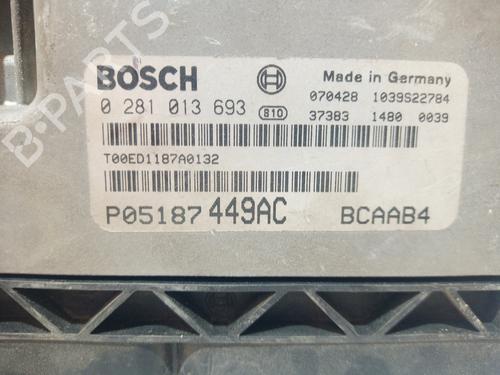 BOSCH Made in Germany
0 281 013 693 810 070428 1039S22784
37383 1480 0039
T00ED1187A0132
P05187449AC BCAAB4
B-PARTS